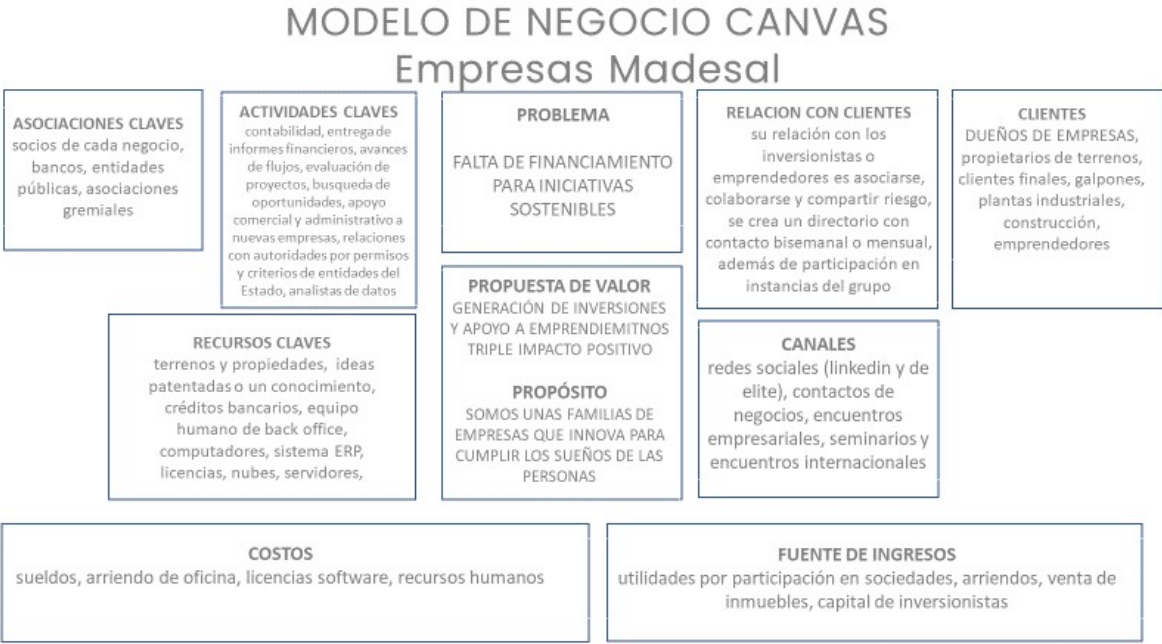 MODELO DE NEGOCIO CANVAS
Empresas Madesal
ASOCIACIONES CLAVES
socios de cada negocio,
bancos, entidades
públicas, asociaciones
gremiales
ACTIVIDADES CLAVES
contabilidad, entrega de
informes financieros, avances
de flujos, evaluación de
proyectos, busqueda de
oportunidades, apoyo
comercial y administrativo a
nuevas empresas, relaciones
con autoridades por permisos
y criterios de entidades del
Estado, analistas de datos
PROBLEMA
FALTA DE FINANCIAMIENTO
PARA INICIATIVAS
SOSTENIBLES
RELACION CON CLIENTES
su relación con los
inversionistas o
emprendedores es asociarse,
colaborarse y compartir riesgo,
se crea un directorio con
contacto bisemanal o mensual,
además de participación en
instancias del grupo
CLIENTES
DUEÑOS DE EMPRESAS,
propietarios de terrenos,
clientes finales, galpones,
plantas industriales,
construcción,
emprendedores
RECURSOS CLAVES
terrenos y propiedades, ideas
patentadas o un conocimiento,
créditos bancarios, equipo
humano de back office,
computadores, sistema ERP,
licencias, nubes, servidores,
PROPUESTA DE VALOR
GENERACIÓN DE INVERSIONES
Y APOYO A EMPRENDIEMITNOS
TRIPLE IMPACTO POSITIVO
PROPÓSITO
SOMOS UNAS FAMILIAS DE
EMPRESAS QUE INNOVA PARA
CUMPLIR LOS SUEÑOS DE LAS
PERSONAS
CANALES
redes sociales (linkedin y de
elite), contactos de
negocios, encuentros
empresariales, seminarios y
encuentros internacionales
COSTOS
sueldos, arriendo de oficina, licencias software, recursos humanos
FUENTE DE INGRESOS
utilidades por participación en sociedades, arriendos, venta de
inmuebles, capital de inversionistas